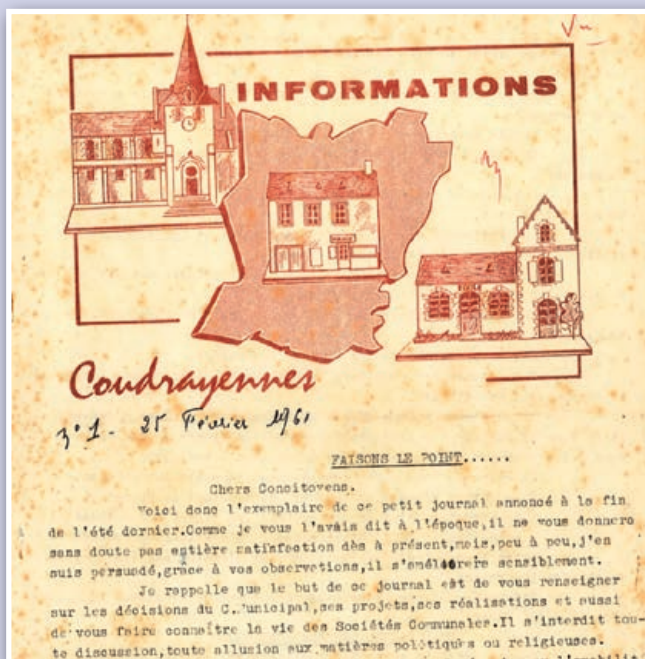 Vu
INFORMATIONS
ECOLE
Coudrayennes
n° 1 - 25 Février 1961
FAISONS LE POINT......
Chers Concitoyens.
Voici donc l'exemplaire de ce petit journal annoncé à la fin
de l'été dernier.Comme je vous l'avais dit à l'époque,il ne vous donnera
sans doute pas entière satisfaction dès à présent,mais,peu à peu,j'en
suis persuadé,grâce à vos observations,il s'améliorera sensiblement.
Je rappelle que le but de ce journal est de vous renseigner
sur les décisions du C.Municipal,ses projets,ses réalisations et aussi
de vous faire connaître la vie des Sociétés Communales.Il s'interdit tou-
te discussion,toute allusion aux matières politiques ou religieuses.